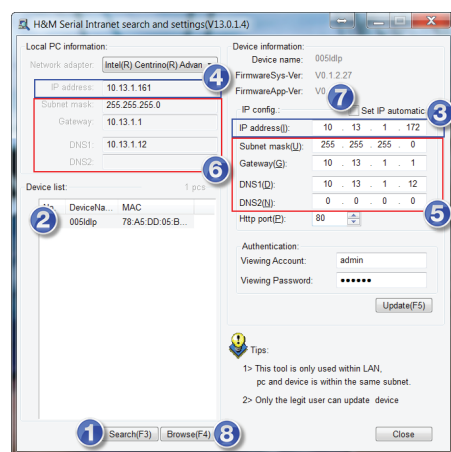 H&M Serial Intranet search and settings(V13.0.1.4)
Local PC information:
Network adapter: Intel(R) Centrino(R) Advan
4
IP address: 10.13.1.161
Subnet mask: 255.255.255.0
Gateway: 10.13.1.1
DNS1: 10.13.1.12
DNS2:
6
Device list: 1 pcs
DeviceNa... MAC
2
005ldlp 78:A5:DD:05:B...
1
Search(F3)
Browse(F4)
8
Device information:
Device name: 005ldlp
FirmwareSys-Ver: V0.1.2.27
FirmwareApp-Ver: V0
7
IP config.: Set IP automatic
3
IP address(I): 10 . 13 . 1 . 172
Subnet mask(U): 255 . 255 . 255 . 0
Gateway(G): 10 . 13 . 1 . 1
DNS1(D): 10 . 13 . 1 . 12
DNS2(N): 0 . 0 . 0 . 0
5
Http port(P): 80
Authentication:
Viewing Account: admin
Viewing Password: ●●●●●●
Update(F5)
Tips:
1> This tool is only used within LAN,
pc and device is within the same subnet.
2> Only the legit user can update device
Close